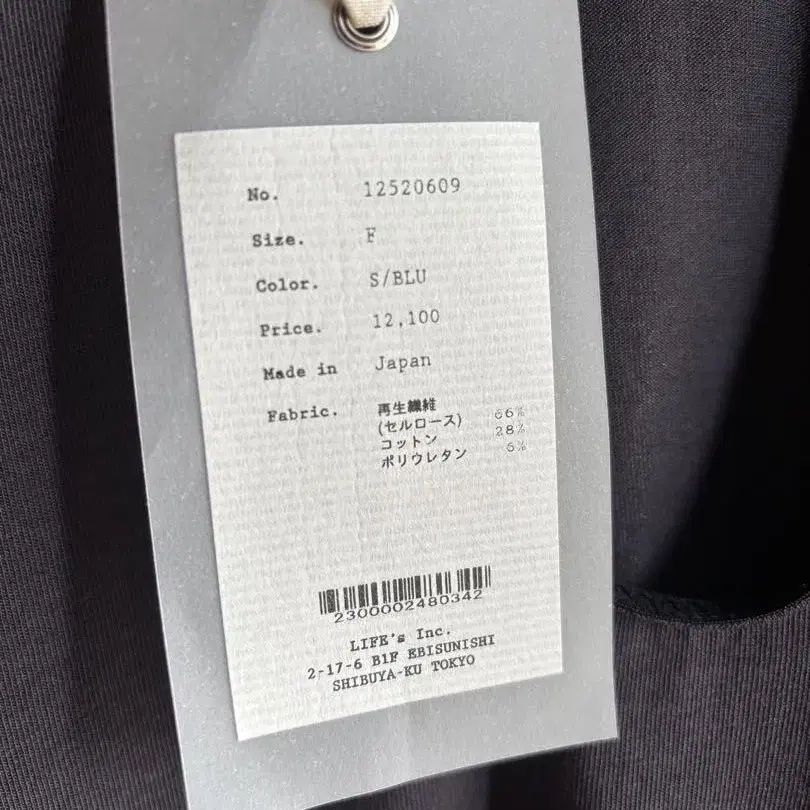 No. 12520609
Size. F
Color. S/BLU
Price. 12,100
Made in Japan
Fabric. 再生繊維
(セルロース) 66%
コットン 28%
ポリウレタン 6%
2300002480342
LIFE's Inc.
2-17-6 B1F EBISUNISHI
SHIBUYA-KU TOKYO